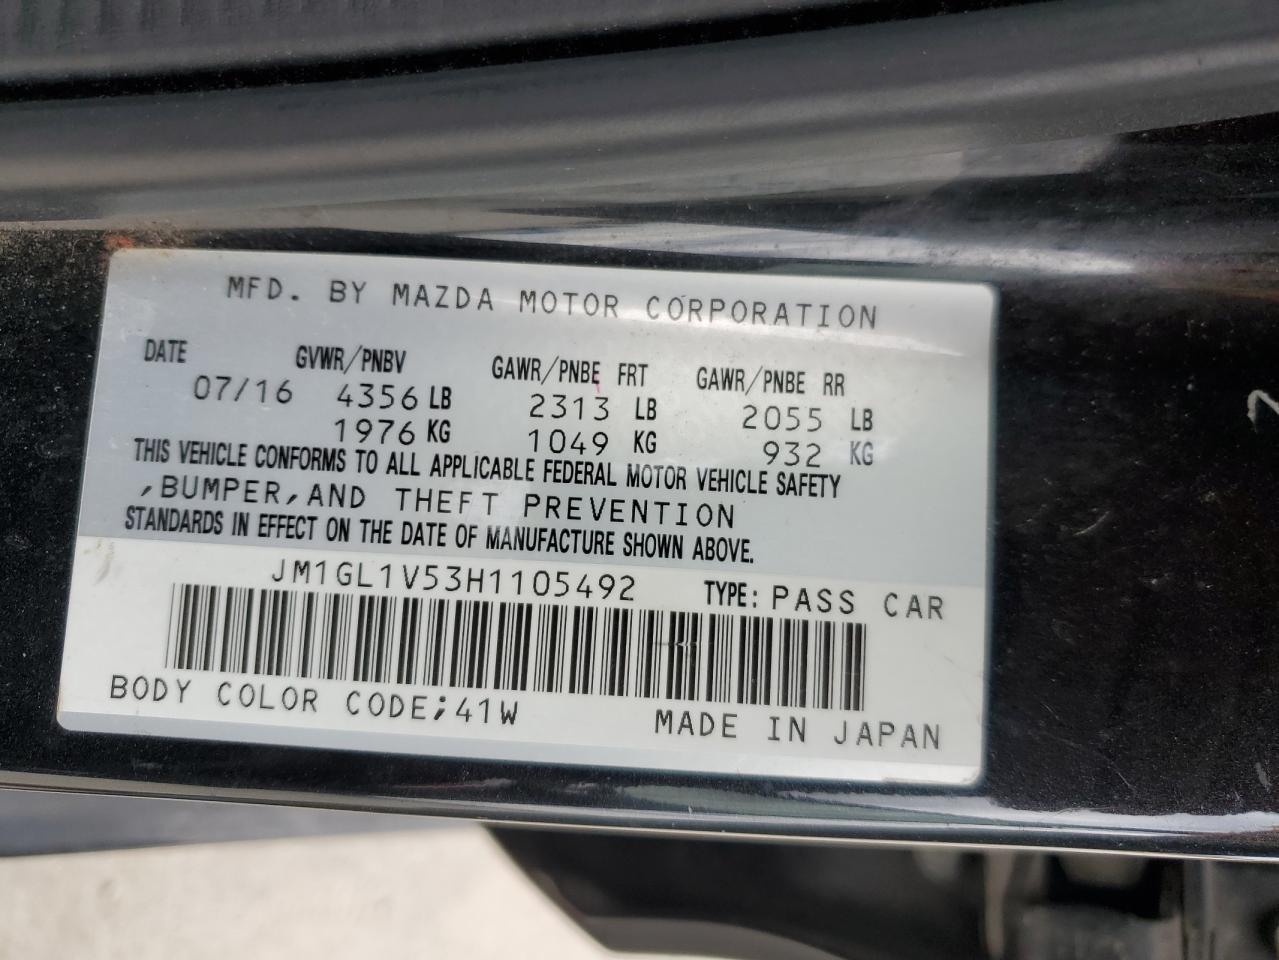 MFD. BY MAZDA MOTOR CORPORATION
DATE GVWR/PNBV GAWR/PNBE FRT GAWR/PNBE RR
07/16 4356 LB 2313 LB 2055 LB
1976 KG 1049 KG 932 KG
THIS VEHICLE CONFORMS TO ALL APPLICABLE FEDERAL MOTOR VEHICLE SAFETY
,BUMPER,AND THEFT PREVENTION
STANDARDS IN EFFECT ON THE DATE OF MANUFACTURE SHOWN ABOVE.
JM1GL1V53H1105492 TYPE: PASS CAR
BODY COLOR CODE;41W MADE IN JAPAN